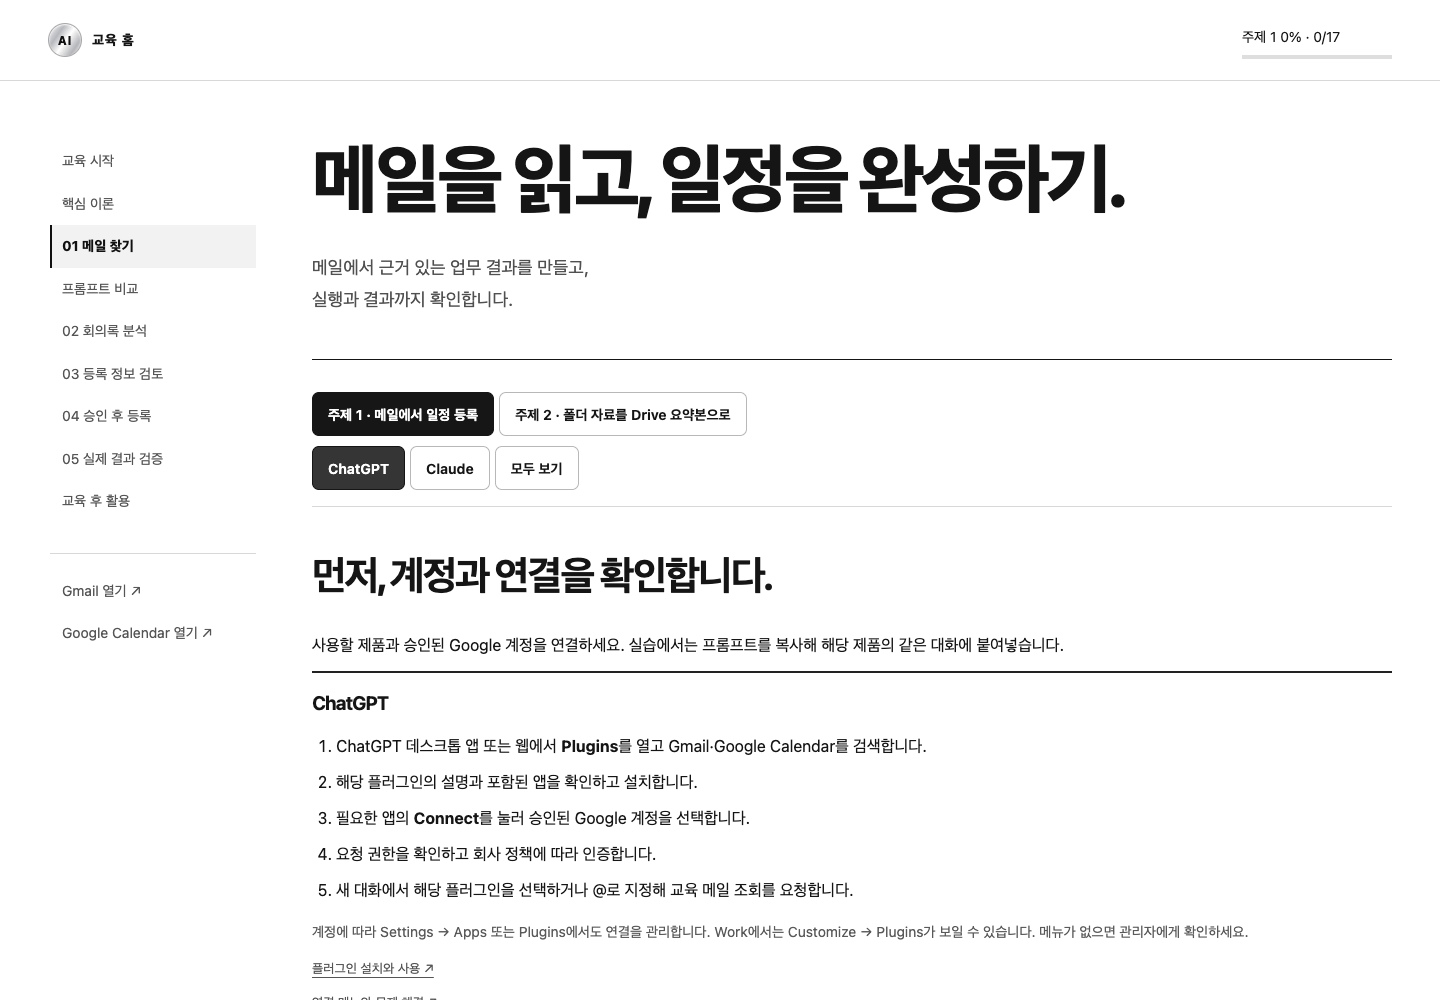 AI 교육 홈
주제 1 0% · 0/17
교육 시작
핵심 이론
01 메일 찾기
프롬프트 비교
02 회의록 분석
03 등록 정보 검토
04 승인 후 등록
05 실제 결과 검증
교육 후 활용
Gmail 열기 ↗
Google Calendar 열기 ↗
메일을 읽고, 일정을 완성하기.
메일에서 근거 있는 업무 결과를 만들고,
실행과 결과까지 확인합니다.
주제 1 · 메일에서 일정 등록
주제 2 · 폴더 자료를 Drive 요약본으로
ChatGPT
Claude
모두 보기
먼저, 계정과 연결을 확인합니다.
사용할 제품과 승인된 Google 계정을 연결하세요. 실습에서는 프롬프트를 복사해 해당 제품의 같은 대화에 붙여넣습니다.
ChatGPT
1. ChatGPT 데스크톱 앱 또는 웹에서 Plugins를 열고 Gmail·Google Calendar를 검색합니다.
2. 해당 플러그인의 설명과 포함된 앱을 확인하고 설치합니다.
3. 필요한 앱의 Connect를 눌러 승인된 Google 계정을 선택합니다.
4. 요청 권한을 확인하고 회사 정책에 따라 인증합니다.
5. 새 대화에서 해당 플러그인을 선택하거나 @로 지정해 교육 메일 조회를 요청합니다.
계정에 따라 Settings → Apps 또는 Plugins에서도 연결을 관리합니다. Work에서는 Customize → Plugins가 보일 수 있습니다. 메뉴가 없으면 관리자에게 확인하세요.
플러그인 설치와 사용 ↗